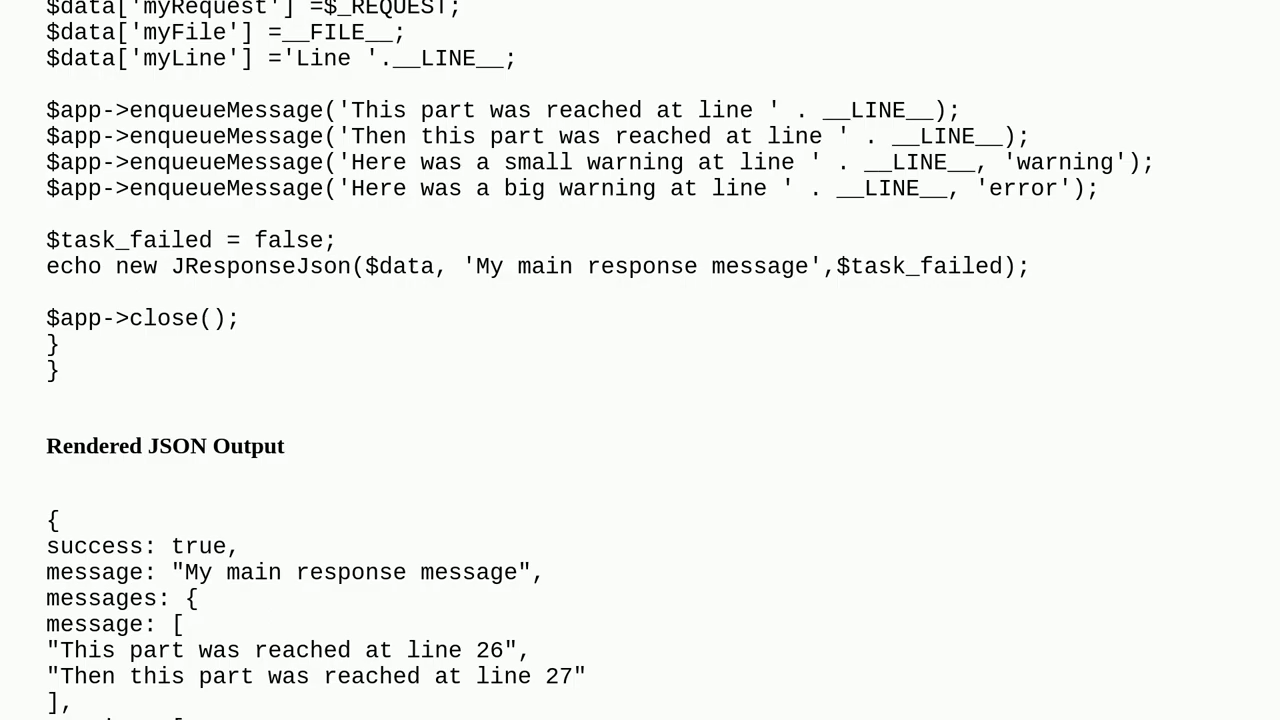 $data['myRequest'] =$_REQUEST;
$data['myFile'] =__FILE__;
$data['myLine'] ='Line '.__LINE__;
$app->enqueueMessage('This part was reached at line ' . __LINE__);
$app->enqueueMessage('Then this part was reached at line ' . __LINE__);
$app->enqueueMessage('Here was a small warning at line ' . __LINE__, 'warning');
$app->enqueueMessage('Here was a big warning at line ' . __LINE__, 'error');
$task_failed = false;
echo new JResponseJson($data, 'My main response message',$task_failed);
$app->close();
}
}
Rendered JSON Output
{
success: true,
message: "My main response message",
messages: {
message: [
"This part was reached at line 26",
"Then this part was reached at line 27"
],